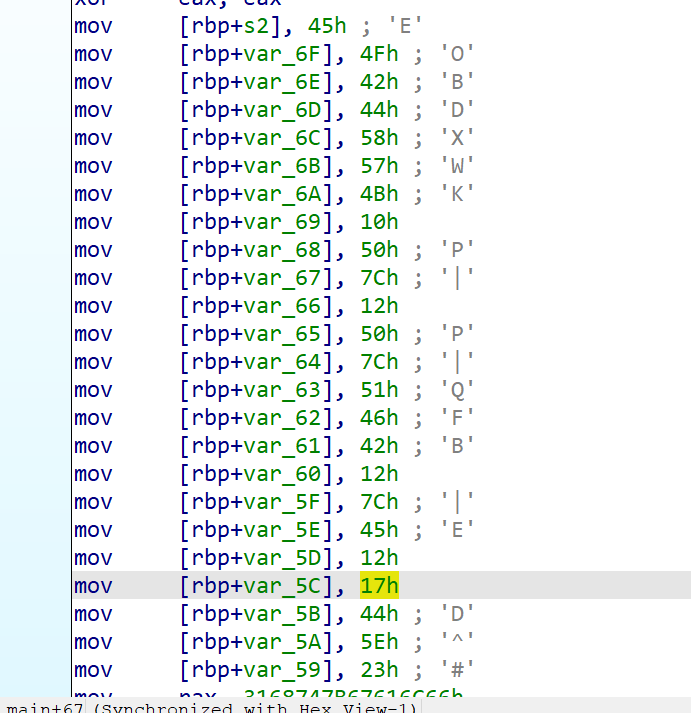 xor eax, eax
mov [rbp+s2], 45h ; 'E'
mov [rbp+var_6F], 4Fh ; 'O'
mov [rbp+var_6E], 42h ; 'B'
mov [rbp+var_6D], 44h ; 'D'
mov [rbp+var_6C], 58h ; 'X'
mov [rbp+var_6B], 57h ; 'W'
mov [rbp+var_6A], 4Bh ; 'K'
mov [rbp+var_69], 10h
mov [rbp+var_68], 50h ; 'P'
mov [rbp+var_67], 7Ch ; '|'
mov [rbp+var_66], 12h
mov [rbp+var_65], 50h ; 'P'
mov [rbp+var_64], 7Ch ; '|'
mov [rbp+var_63], 51h ; 'Q'
mov [rbp+var_62], 46h ; 'F'
mov [rbp+var_61], 42h ; 'B'
mov [rbp+var_60], 12h
mov [rbp+var_5F], 7Ch ; '|'
mov [rbp+var_5E], 45h ; 'E'
mov [rbp+var_5D], 12h
mov [rbp+var_5C], 17h
mov [rbp+var_5B], 44h ; 'D'
mov [rbp+var_5A], 5Eh ; '^'
mov [rbp+var_59], 23h ; '#'
mov rax, 3168747B67616C66h
main+67 (Synchronized with Hex View-1)